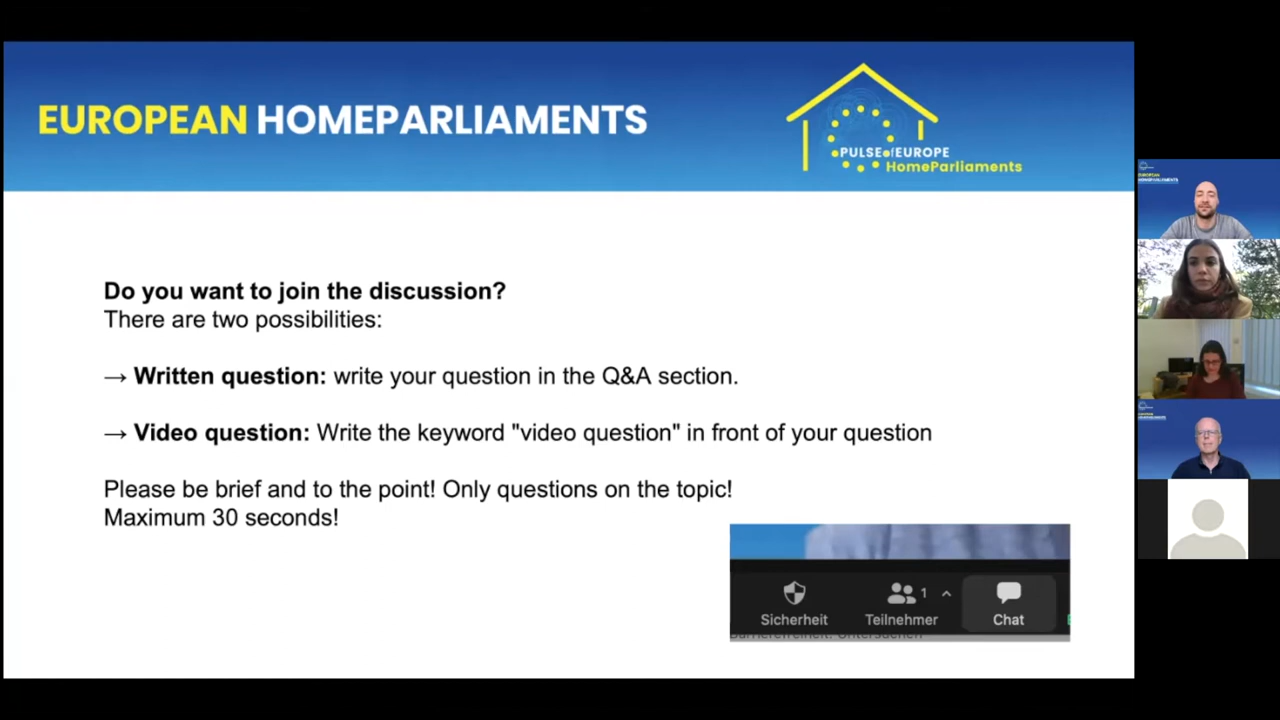 EUROPEAN HOMEPARLIAMENTS
PULSE of EUROPE
HomeParliaments
Do you want to join the discussion?
There are two possibilities:
→ Written question: write your question in the Q&A section.
→ Video question: Write the keyword "video question" in front of your question
Please be brief and to the point! Only questions on the topic!
Maximum 30 seconds!
1
Sicherheit Teilnehmer Chat